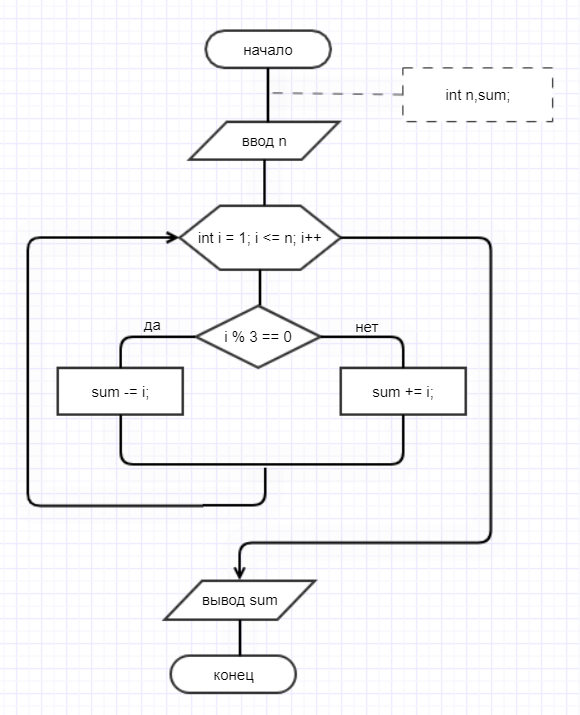 начало
int n,sum;
ввод n
int i = 1; i <= n; i++
да
i % 3 == 0
нет
sum -= i;
sum += i;
вывод sum
конец